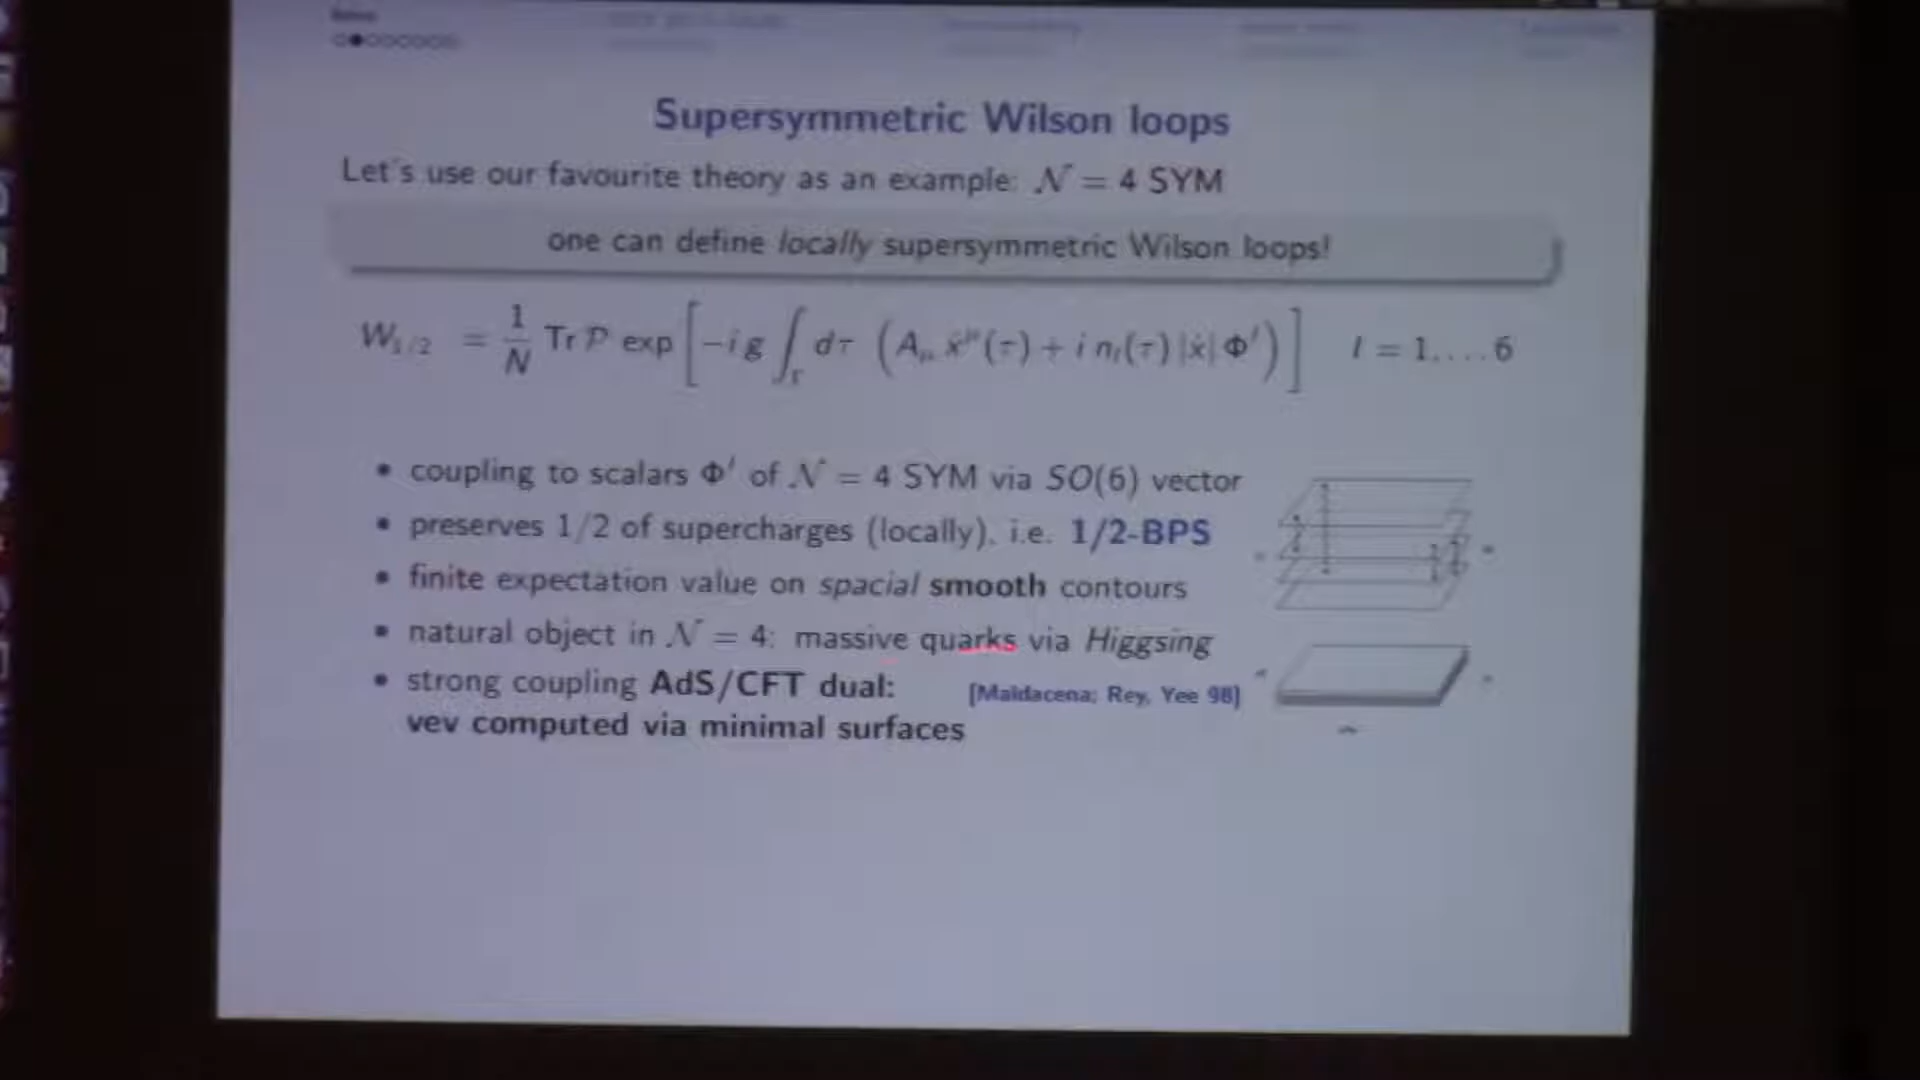 Supersymmetric Wilson loops
Let's use our favourite theory as an example: 𝒩 = 4 SYM
one can define locally supersymmetric Wilson loops!
W_{1/2} = \frac{1}{N} Tr 𝒫 exp [ -i g ∫_Γ dτ ( A_μ ẋ^μ(τ) + i n_I(τ) |ẋ| Φ^I ) ] I = 1,...,6
• coupling to scalars Φ^I of 𝒩 = 4 SYM via SO(6) vector
• preserves 1/2 of supercharges (locally), i.e. 1/2-BPS
• finite expectation value on spacial smooth contours
• natural object in 𝒩 = 4: massive quarks via Higgsing
• strong coupling AdS/CFT dual: [Maldacena; Rey, Yee 98]
vev computed via minimal surfaces